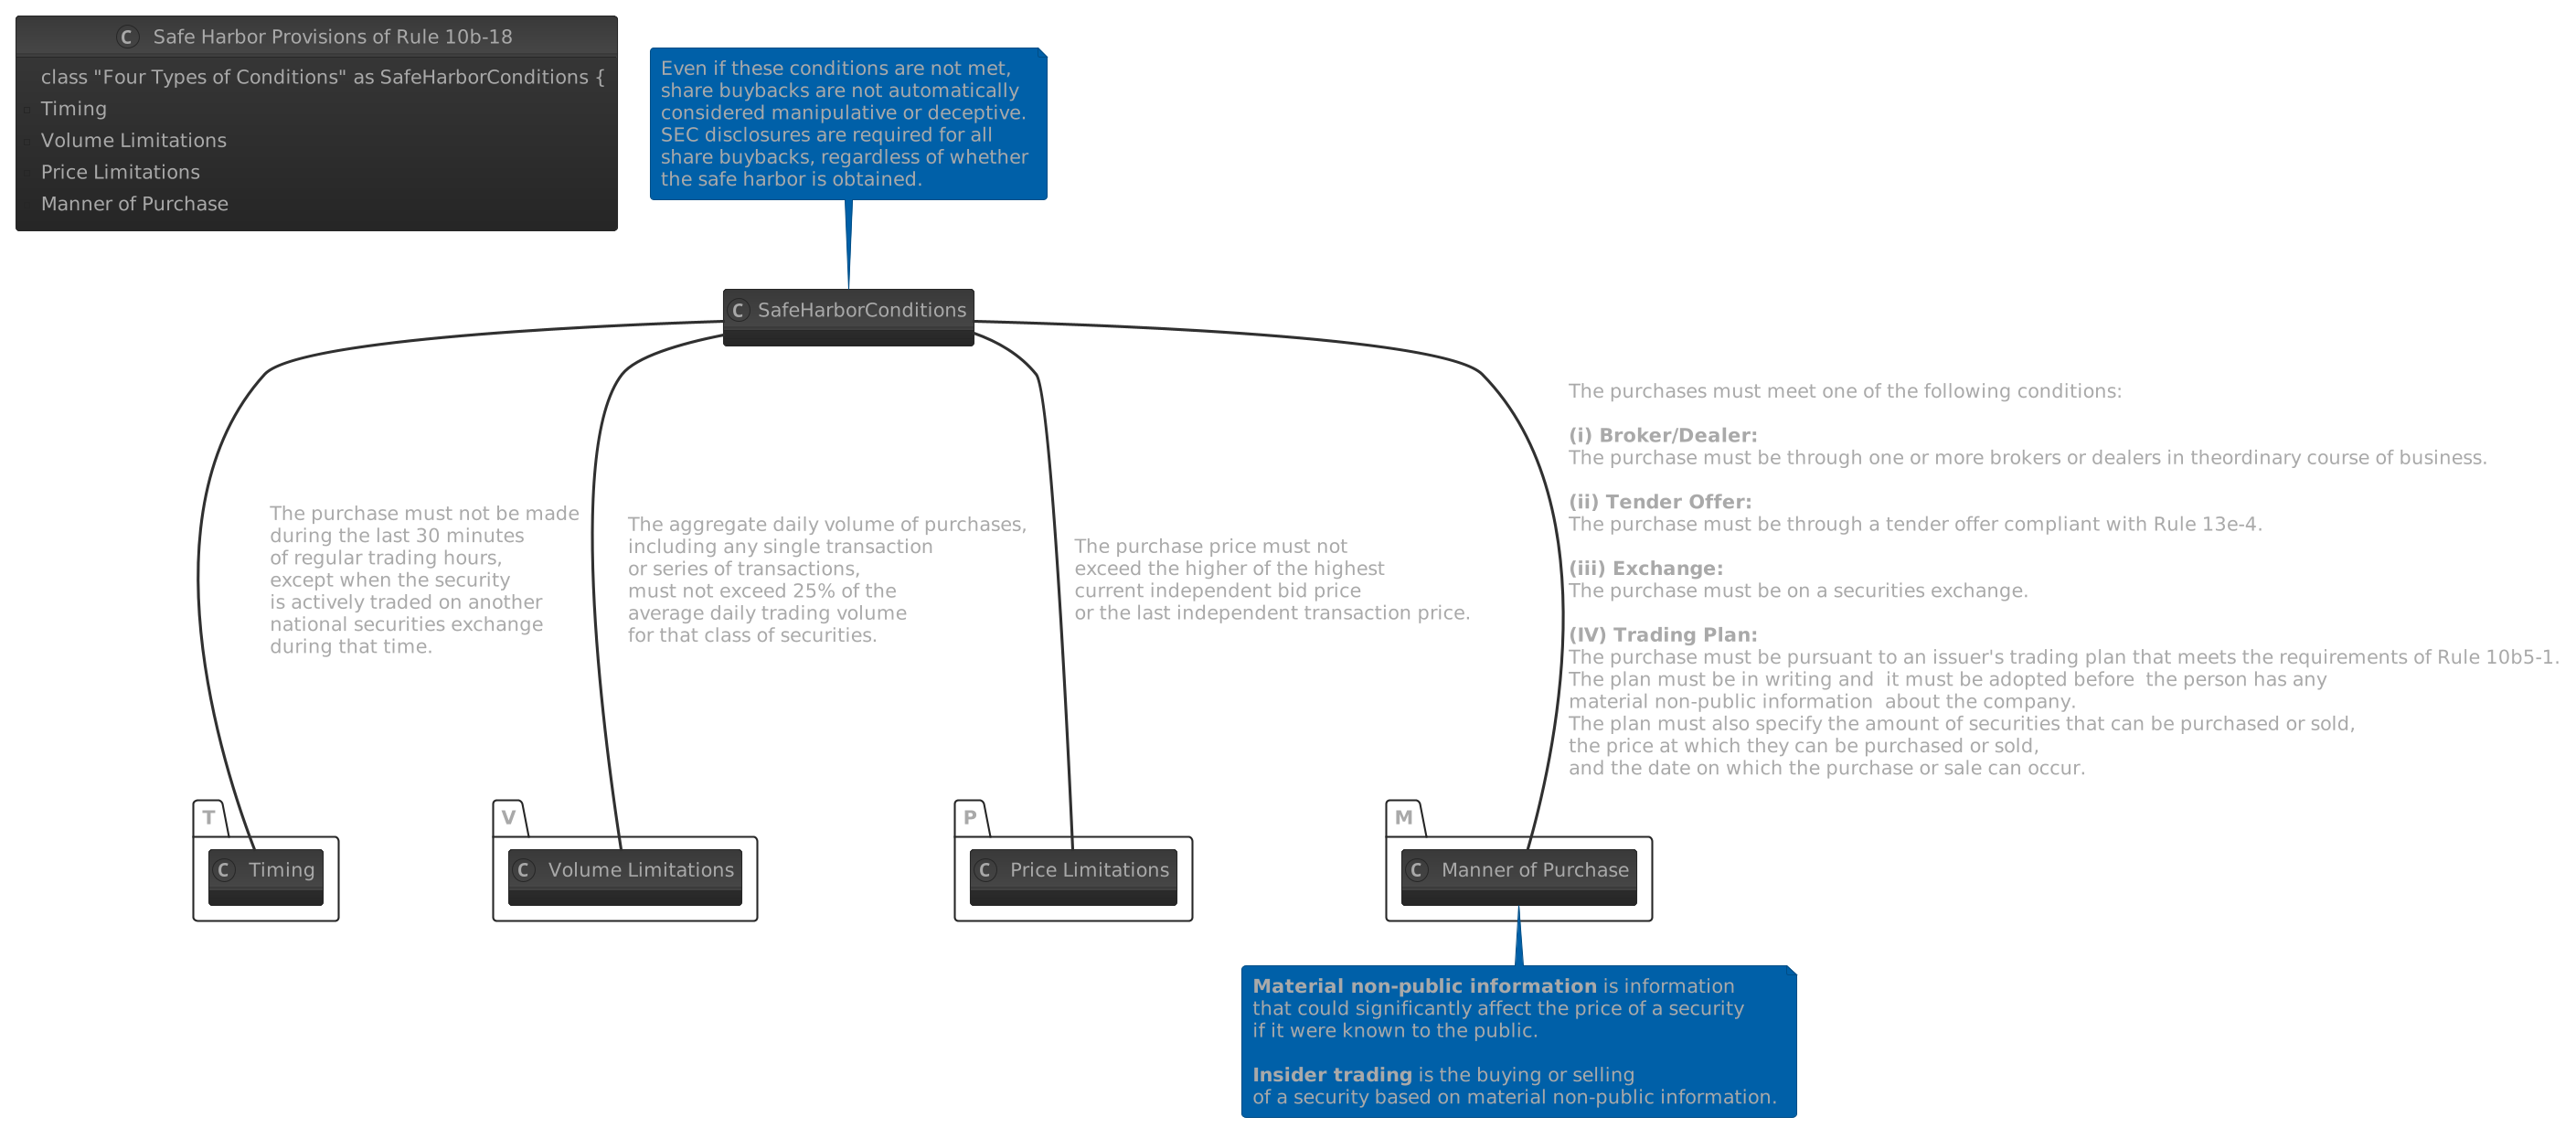 C Safe Harbor Provisions of Rule 10b-18
class "Four Types of Conditions" as SafeHarborConditions {
Timing
Volume Limitations
Price Limitations
Manner of Purchase
Even if these conditions are not met,
share buybacks are not automatically
considered manipulative or deceptive.
SEC disclosures are required for all
share buybacks, regardless of whether
the safe harbor is obtained.
C SafeHarborConditions
The purchase must not be made
during the last 30 minutes
of regular trading hours,
except when the security
is actively traded on another
national securities exchange
during that time.
The aggregate daily volume of purchases,
including any single transaction
or series of transactions,
must not exceed 25% of the
average daily trading volume
for that class of securities.
The purchase price must not
exceed the higher of the highest
current independent bid price
or the last independent transaction price.
The purchases must meet one of the following conditions:
(i) Broker/Dealer:
The purchase must be through one or more brokers or dealers in theordinary course of business.
(ii) Tender Offer:
The purchase must be through a tender offer compliant with Rule 13e-4.
(iii) Exchange:
The purchase must be on a securities exchange.
(IV) Trading Plan:
The purchase must be pursuant to an issuer's trading plan that meets the requirements of Rule 10b5-1.
The plan must be in writing and  it must be adopted before  the person has any
material non-public information  about the company.
The plan must also specify the amount of securities that can be purchased or sold,
the price at which they can be purchased or sold,
and the date on which the purchase or sale can occur.
T
C Timing
V
C Volume Limitations
P
C Price Limitations
M
C Manner of Purchase
Material non-public information is information
that could significantly affect the price of a security
if it were known to the public.
Insider trading is the buying or selling
of a security based on material non-public information.